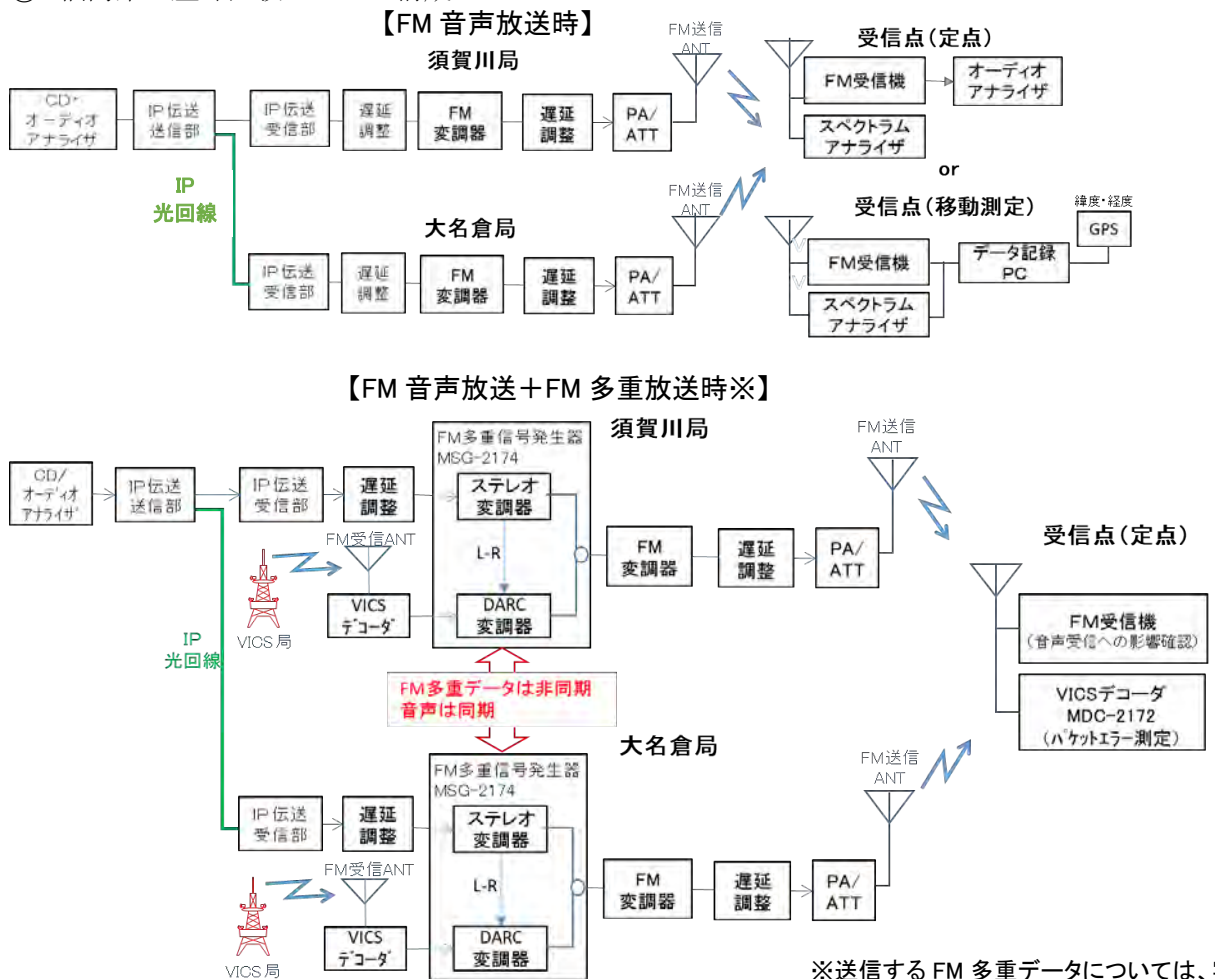 【FM 音声放送時】
須賀川局
FM送信
ANT
受信点(定点)
CD・
オーディオ
アナライザ
IP伝送
送信部
IP伝送
受信部
遅延
調整
FM
変調器
遅延
調整
PA/
ATT
FM受信機
オーディオ
アナライザ
スペクトラム
アナライザ
or
IP
光回線
大名倉局
FM送信
ANT
受信点(移動測定)
緯度・経度
GPS
IP伝送
受信部
遅延
調整
FM
変調器
遅延
調整
PA/
ATT
FM受信機
データ記録
PC
スペクトラム
アナライザ
【FM 音声放送+FM 多重放送時※】
須賀川局
FM送信
ANT
CD/
オーディオ
アナライザ
IP伝送
送信部
IP伝送
受信部
遅延
調整
FM多重信号発生器
MSG-2174
ステレオ
変調器
L-R
DARC
変調器
FM受信ANT
VICS局
VICS
デコーダ
FM
変調器
遅延
調整
PA/
ATT
受信点(定点)
FM受信機
(音声受信への影響確認)
VICSデコーダ
MDC-2172
(パケットエラー測定)
IP
光回線
FM多重データは非同期
音声は同期
大名倉局
FM送信
ANT
IP伝送
受信部
遅延
調整
FM多重信号発生器
MSG-2174
ステレオ
変調器
L-R
DARC
変調器
FM受信ANT
VICS局
VICS
デコーダ
FM
変調器
遅延
調整
PA/
ATT
※送信する FM 多重データについては、